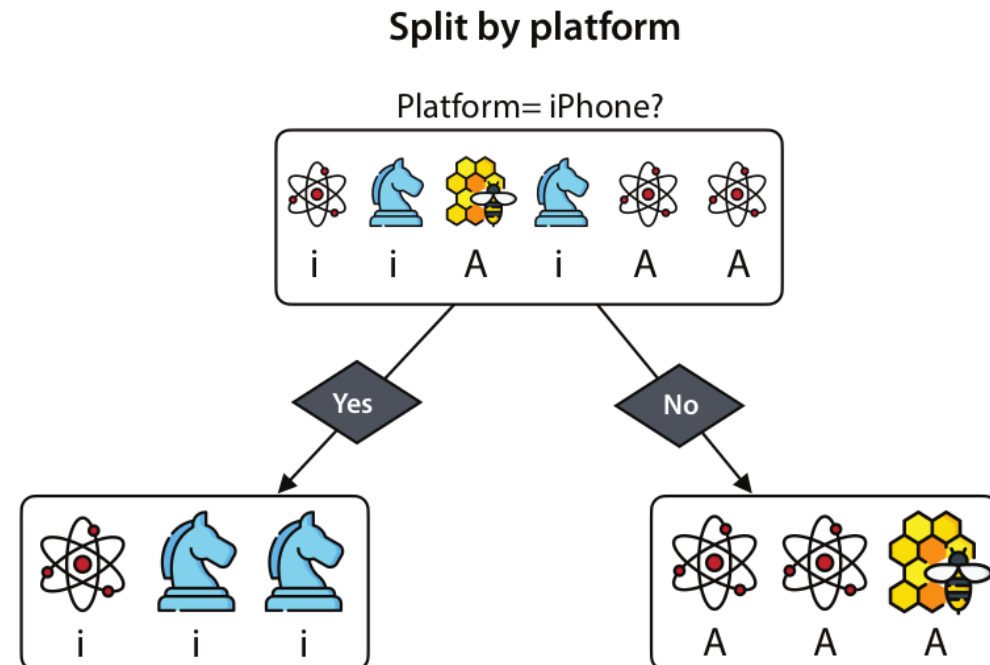 Split by platform
Platform= iPhone?
i i A i A A
Yes No
i i i A A A